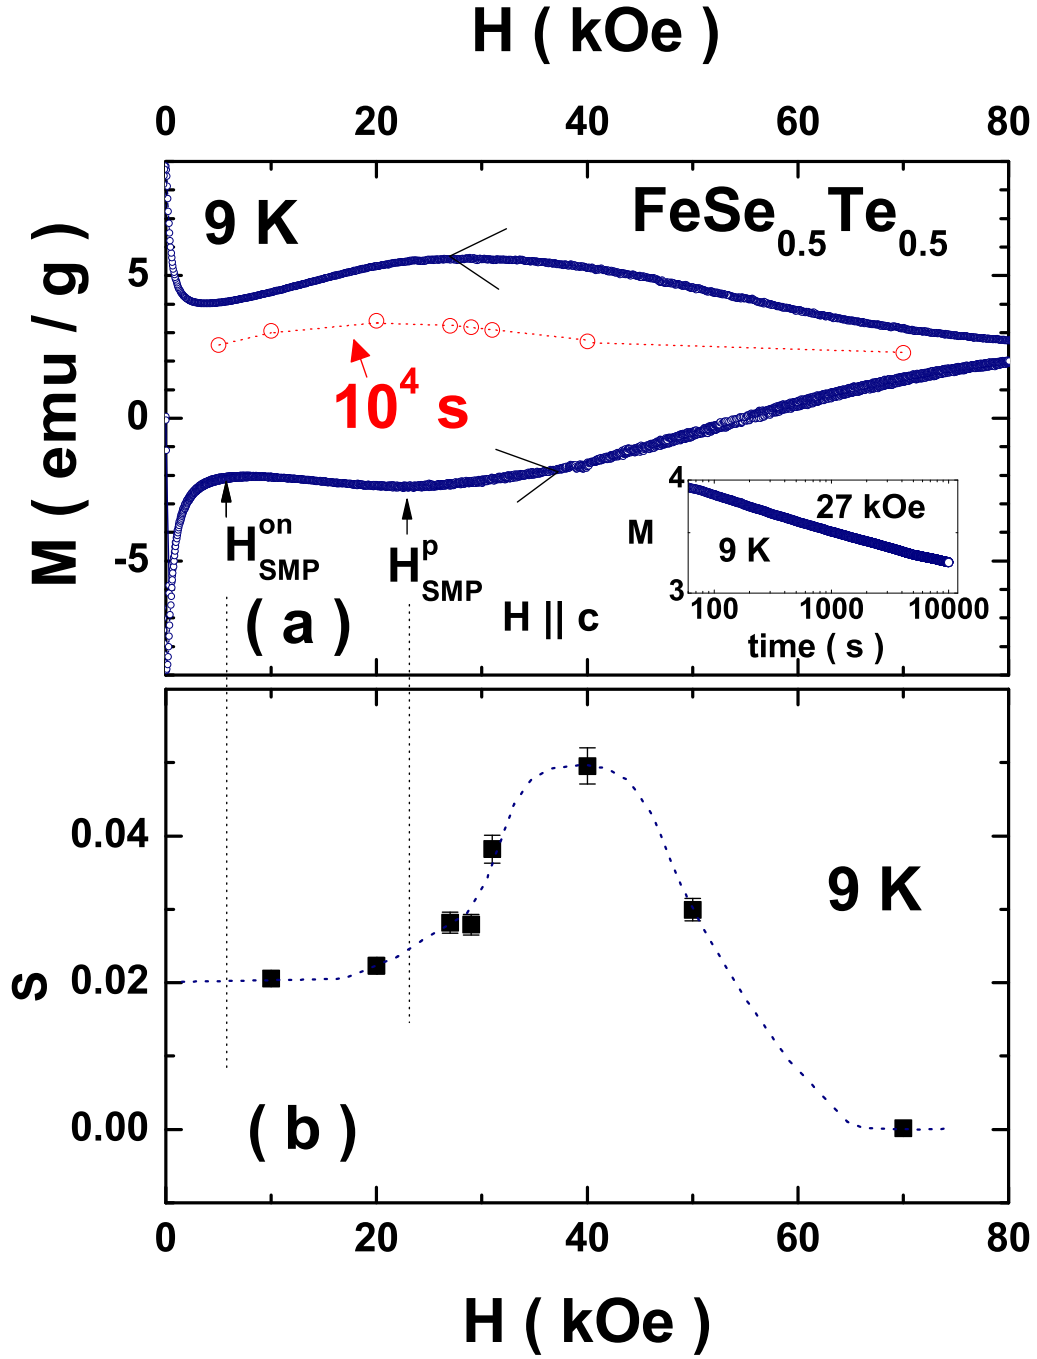 H ( kOe )
0 20 40 60 80
9 K FeSe0.5Te0.5
M ( emu / g )
5
0
-5
10^4 s
H^on_SMP
H^p_SMP
( a )
H || c
4
M
3
27 kOe
9 K
100 1000 10000
time ( s )
S
0.04
0.02
0.00
9 K
( b )
0 20 40 60 80
H ( kOe )